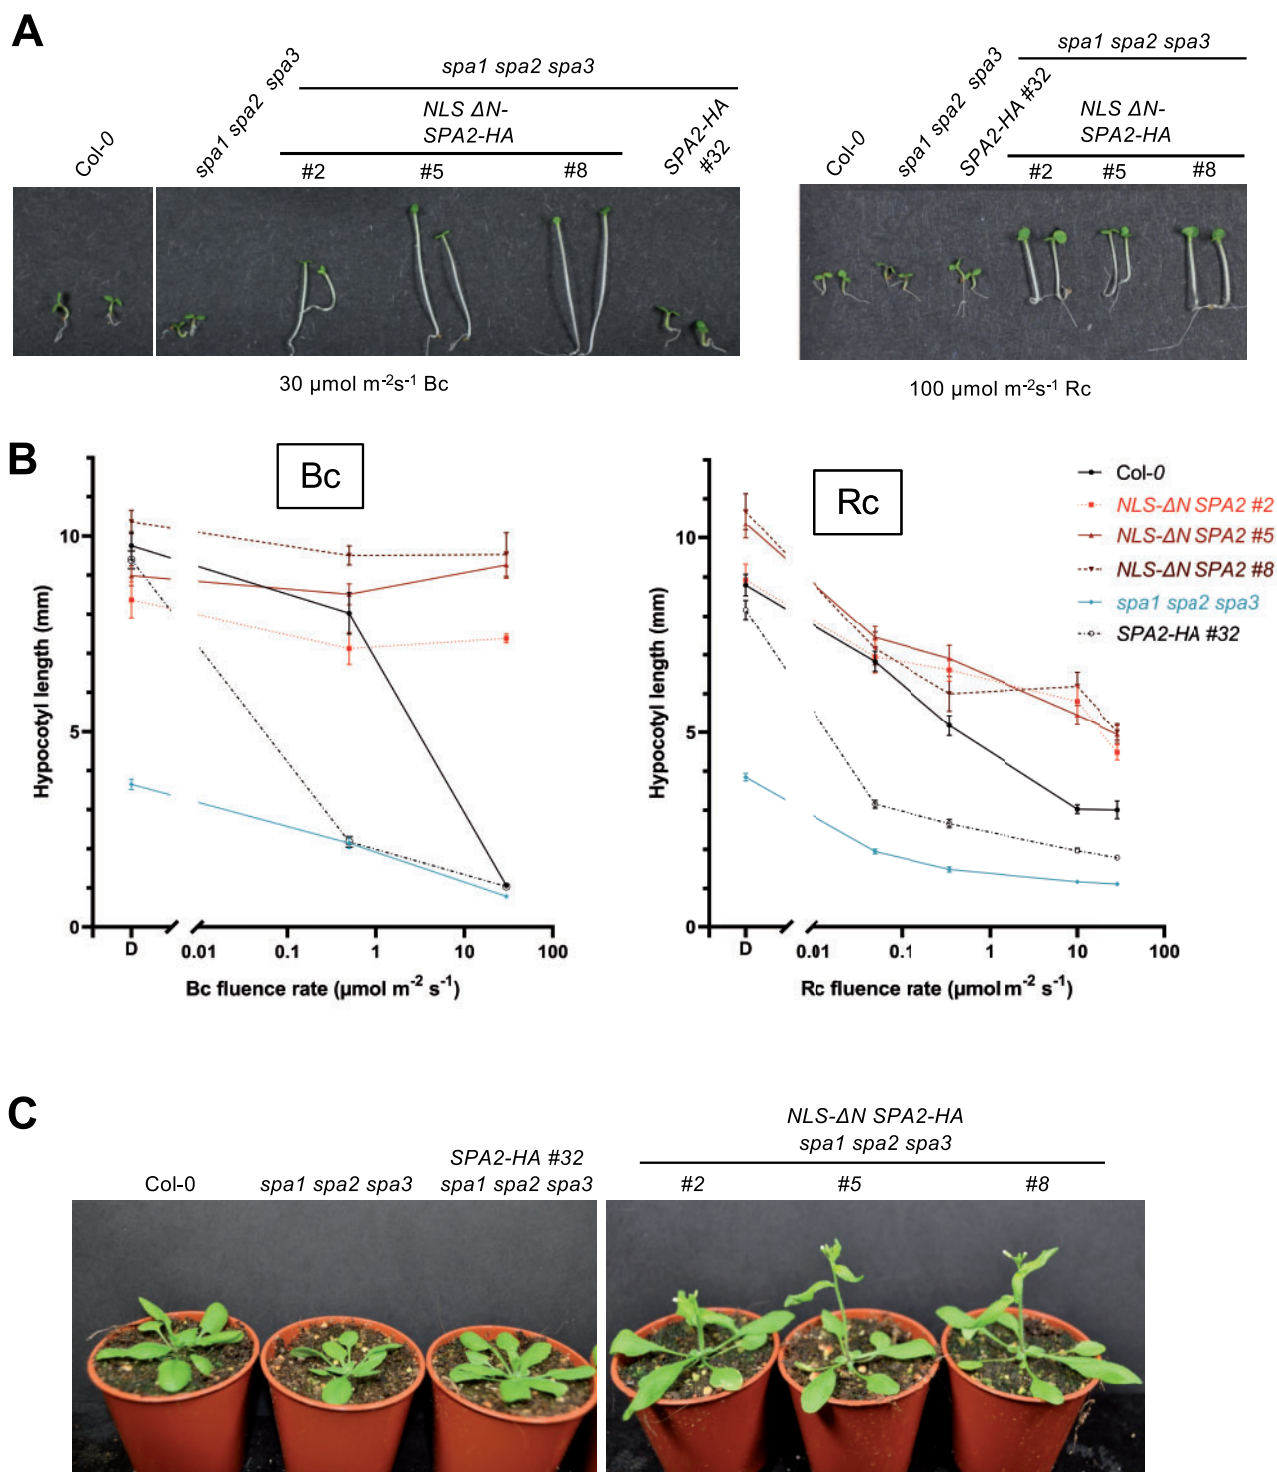 A
spa1 spa2 spa3
Col-0
spa1 spa2 spa3
NLS ΔN-
SPA2-HA
#2
#5
#8
SPA2-HA
#32
30 µmol m-2s-1 Bc
spa1 spa2 spa3
Col-0
spa1 spa2 spa3
SPA2-HA #32
NLS ΔN-
SPA2-HA
#2
#5
#8
100 µmol m-2s-1 Rc
B
Bc
Hypocotyl length (mm)
10
5
0
D
0.01
0.1
1
10
100
Bc fluence rate (µmol m-2 s-1)
Rc
Hypocotyl length (mm)
10
5
0
D
0.01
0.1
1
10
100
Rc fluence rate (µmol m-2 s-1)
Col-0
NLS-ΔN SPA2 #2
NLS-ΔN SPA2 #5
NLS-ΔN SPA2 #8
spa1 spa2 spa3
SPA2-HA #32
C
Col-0
spa1 spa2 spa3
SPA2-HA #32
spa1 spa2 spa3
NLS-ΔN SPA2-HA
spa1 spa2 spa3
#2
#5
#8